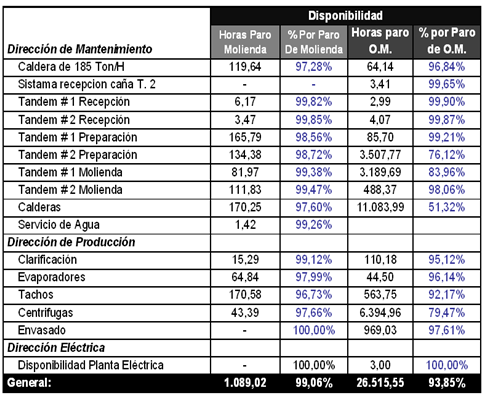 Disponibilidad
Dirección de Mantenimiento Horas Paro Molienda % Por Paro De Molienda Horas paro O.M. % por Paro de O.M.
Caldera de 185 Ton/H 119,64 97,28% 64,14 96,84%
Sistama recepcion caña T. 2 - - 3,41 99,65%
Tandem # 1 Recepción 6,17 99,82% 2,99 99,90%
Tandem # 2 Recepción 3,47 99,85% 4,07 99,87%
Tandem # 1 Preparación 165,79 98,56% 85,70 99,21%
Tandem # 2 Preparación 134,38 98,72% 3.507,77 76,12%
Tandem # 1 Molienda 81,97 99,38% 3.189,69 83,96%
Tandem # 2 Molienda 111,83 99,47% 488,37 98,06%
Calderas 170,25 97,60% 11.083,99 51,32%
Servicio de Agua 1,42 99,26%
Dirección de Producción
Clarificación 15,29 99,12% 110,18 95,12%
Evaporadores 64,84 97,99% 44,50 96,14%
Tachos 170,58 96,73% 563,75 92,17%
Centrifugas 43,39 97,66% 6.394,96 79,47%
Envasado - 100,00% 969,03 97,61%
Dirección Eléctrica
Disponibilidad Planta Eléctrica - 100,00% 3,00 100,00%
General: 1.089,02 99,06% 26.515,55 93,85%